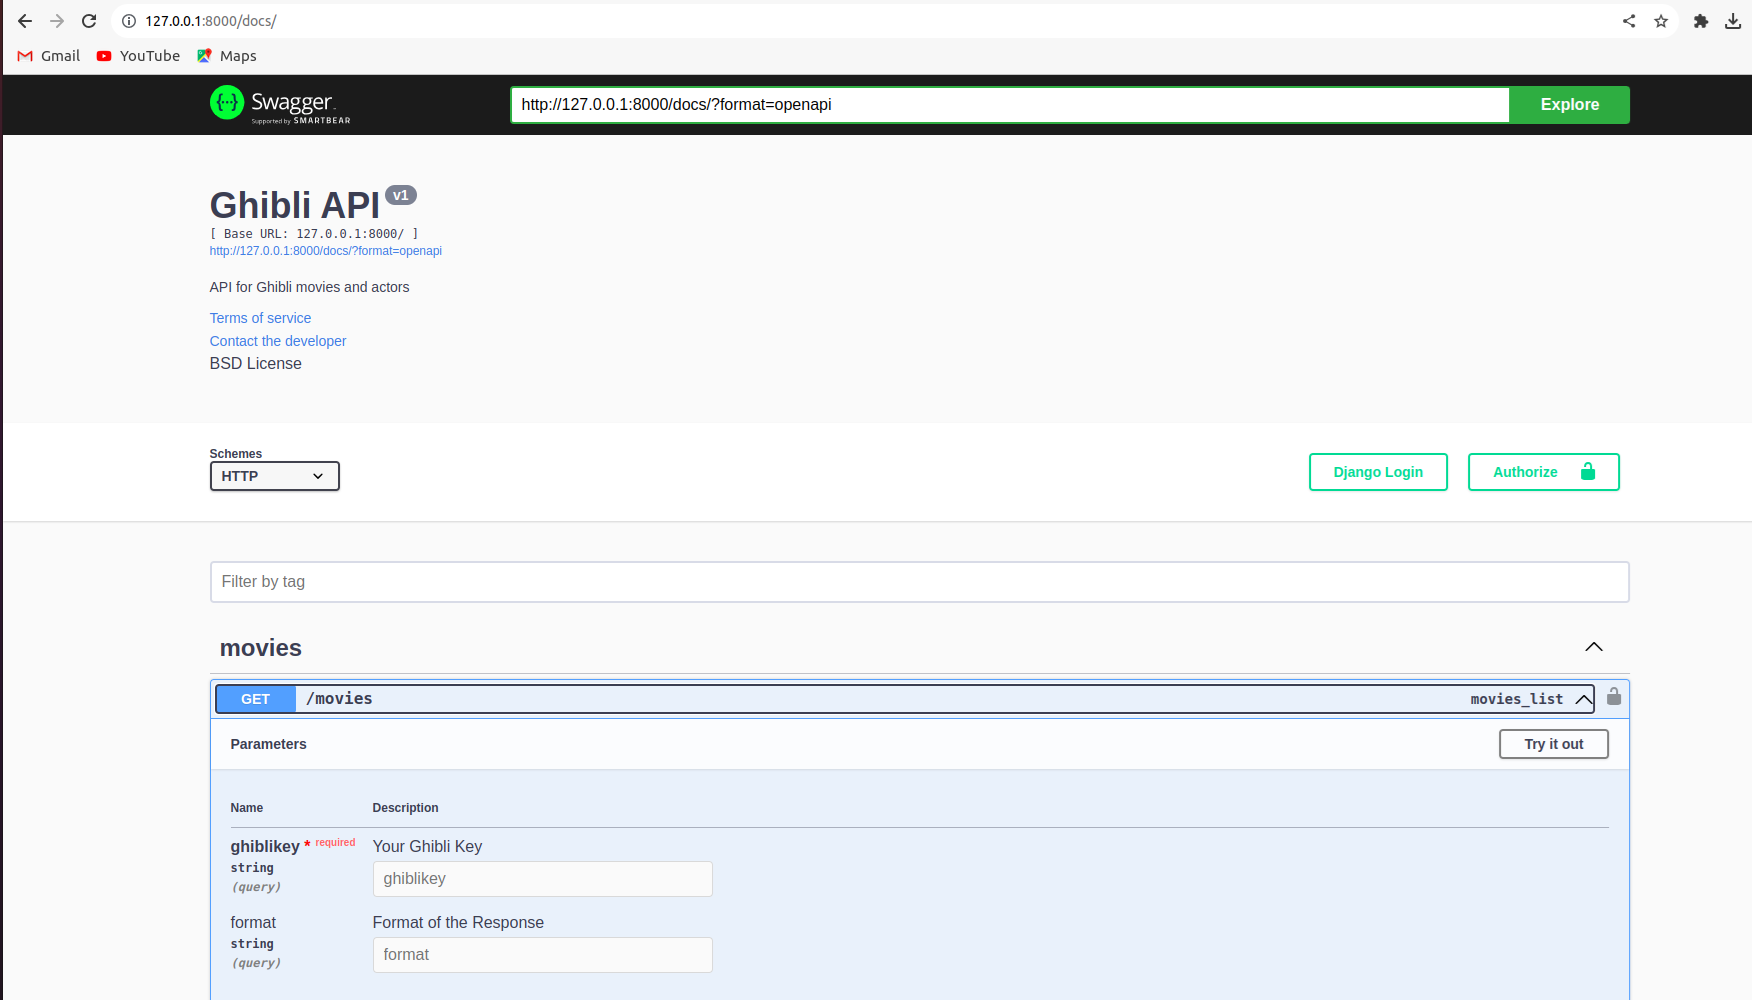 127.0.0.1:8000/docs/
Gmail YouTube Maps
Swagger
Supported by SMARTBEAR
http://127.0.0.1:8000/docs/?format=openapi
Explore
Ghibli API v1
[ Base URL: 127.0.0.1:8000/ ]
http://127.0.0.1:8000/docs/?format=openapi
API for Ghibli movies and actors
Terms of service
Contact the developer
BSD License
Schemes
HTTP
Django Login
Authorize
Filter by tag
movies
GET /movies movies_list
Parameters
Try it out
Name Description
ghiblikey * required Your Ghibli Key
string
ghiblikey
(query)
format Format of the Response
string
format
(query)